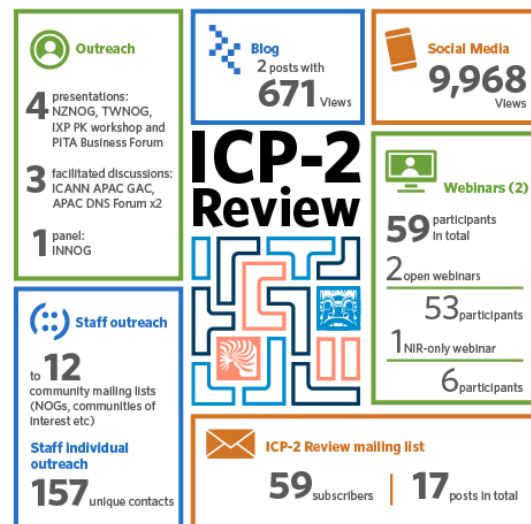 Outreach
4 presentations:
NZNOG, TWNOG,
IXP PK workshop and
PITA Business Forum
3 facilitated discussions:
ICANN APAC GAC,
APAC DNS Forum x2
1 panel:
INNOG
Blog
2 posts with
671 Views
Social Media
9,968
Views
ICP-2
Review
Webinars (2)
59 participants
in total
2 open webinars
53 participants
1 NIR-only webinar
6 participants
Staff outreach
to 12
community mailing lists
(NOGs, communities of
interest etc)
Staff individual
outreach
157 unique contacts
ICP-2 Review mailing list
59 subscribers | 17 posts in total